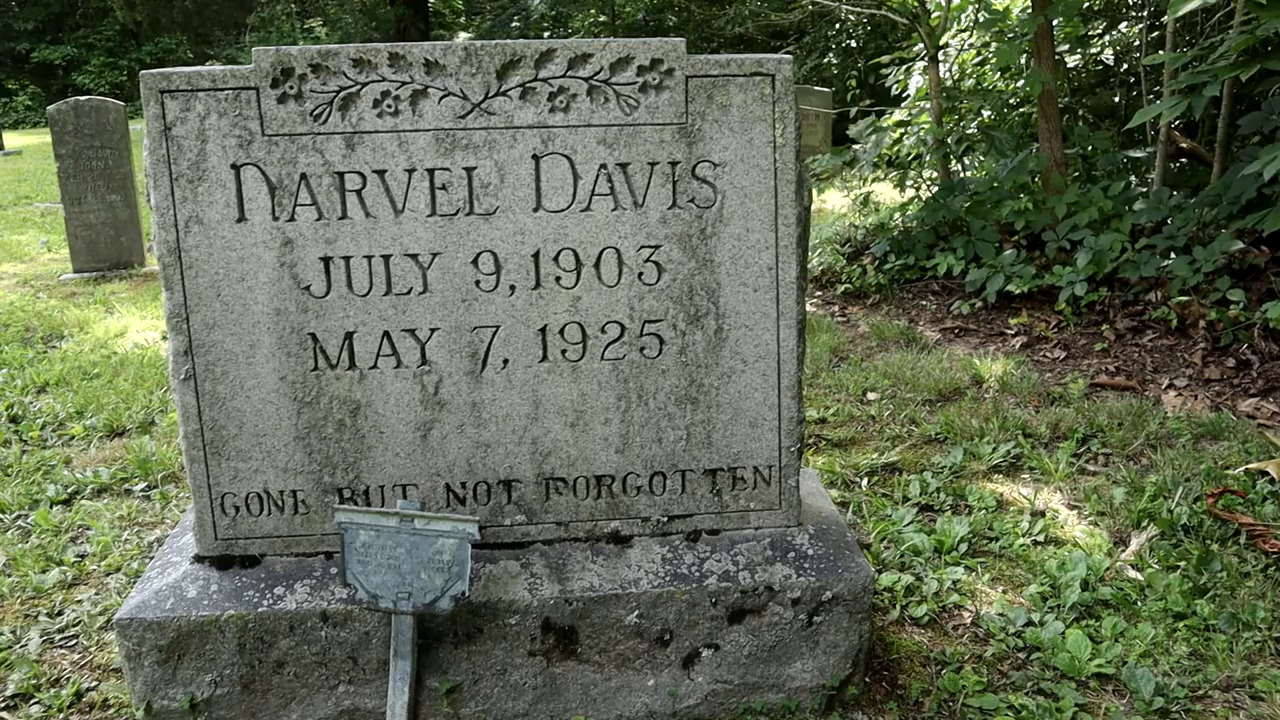 NARVEL DAVIS
JULY 9, 1903
MAY 7, 1925
GONE BUT NOT FORGOTTEN